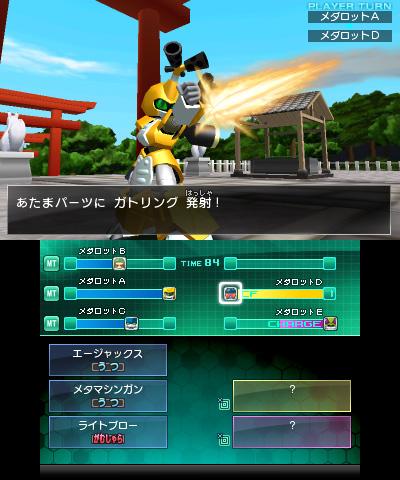 PLAYER TURN
メダロットA
メダロットD
あたまパーツに ガトリング 発射!
はっしゃ
メダロットB
MT
TIME 84
メダロットA
メダロットD
MT
メダロットC
メダロットE
MT
CHARGE
エージャックス
うつ
メタマシンガン
うつ
?
ライトブロー
がむしゃら
?